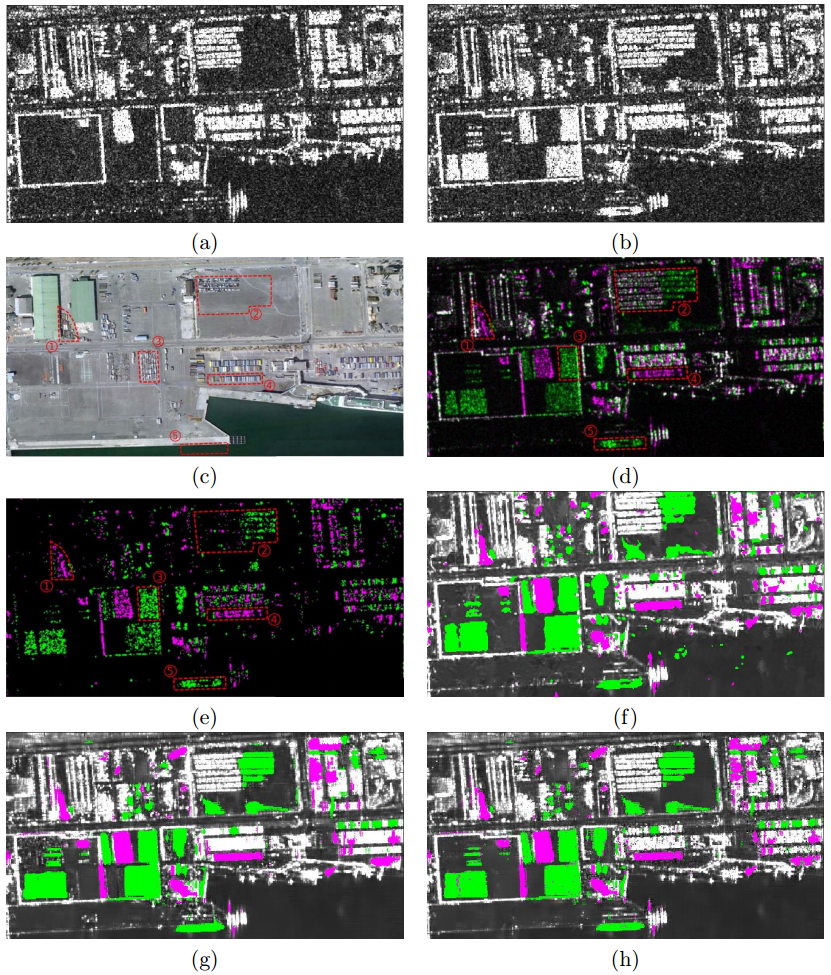 (a) (b)
① ② ③ ④ ⑤
① ② ③ ④ ⑤
(c) (d)
① ② ③ ④ ⑤
(e) (f)
(g) (h)